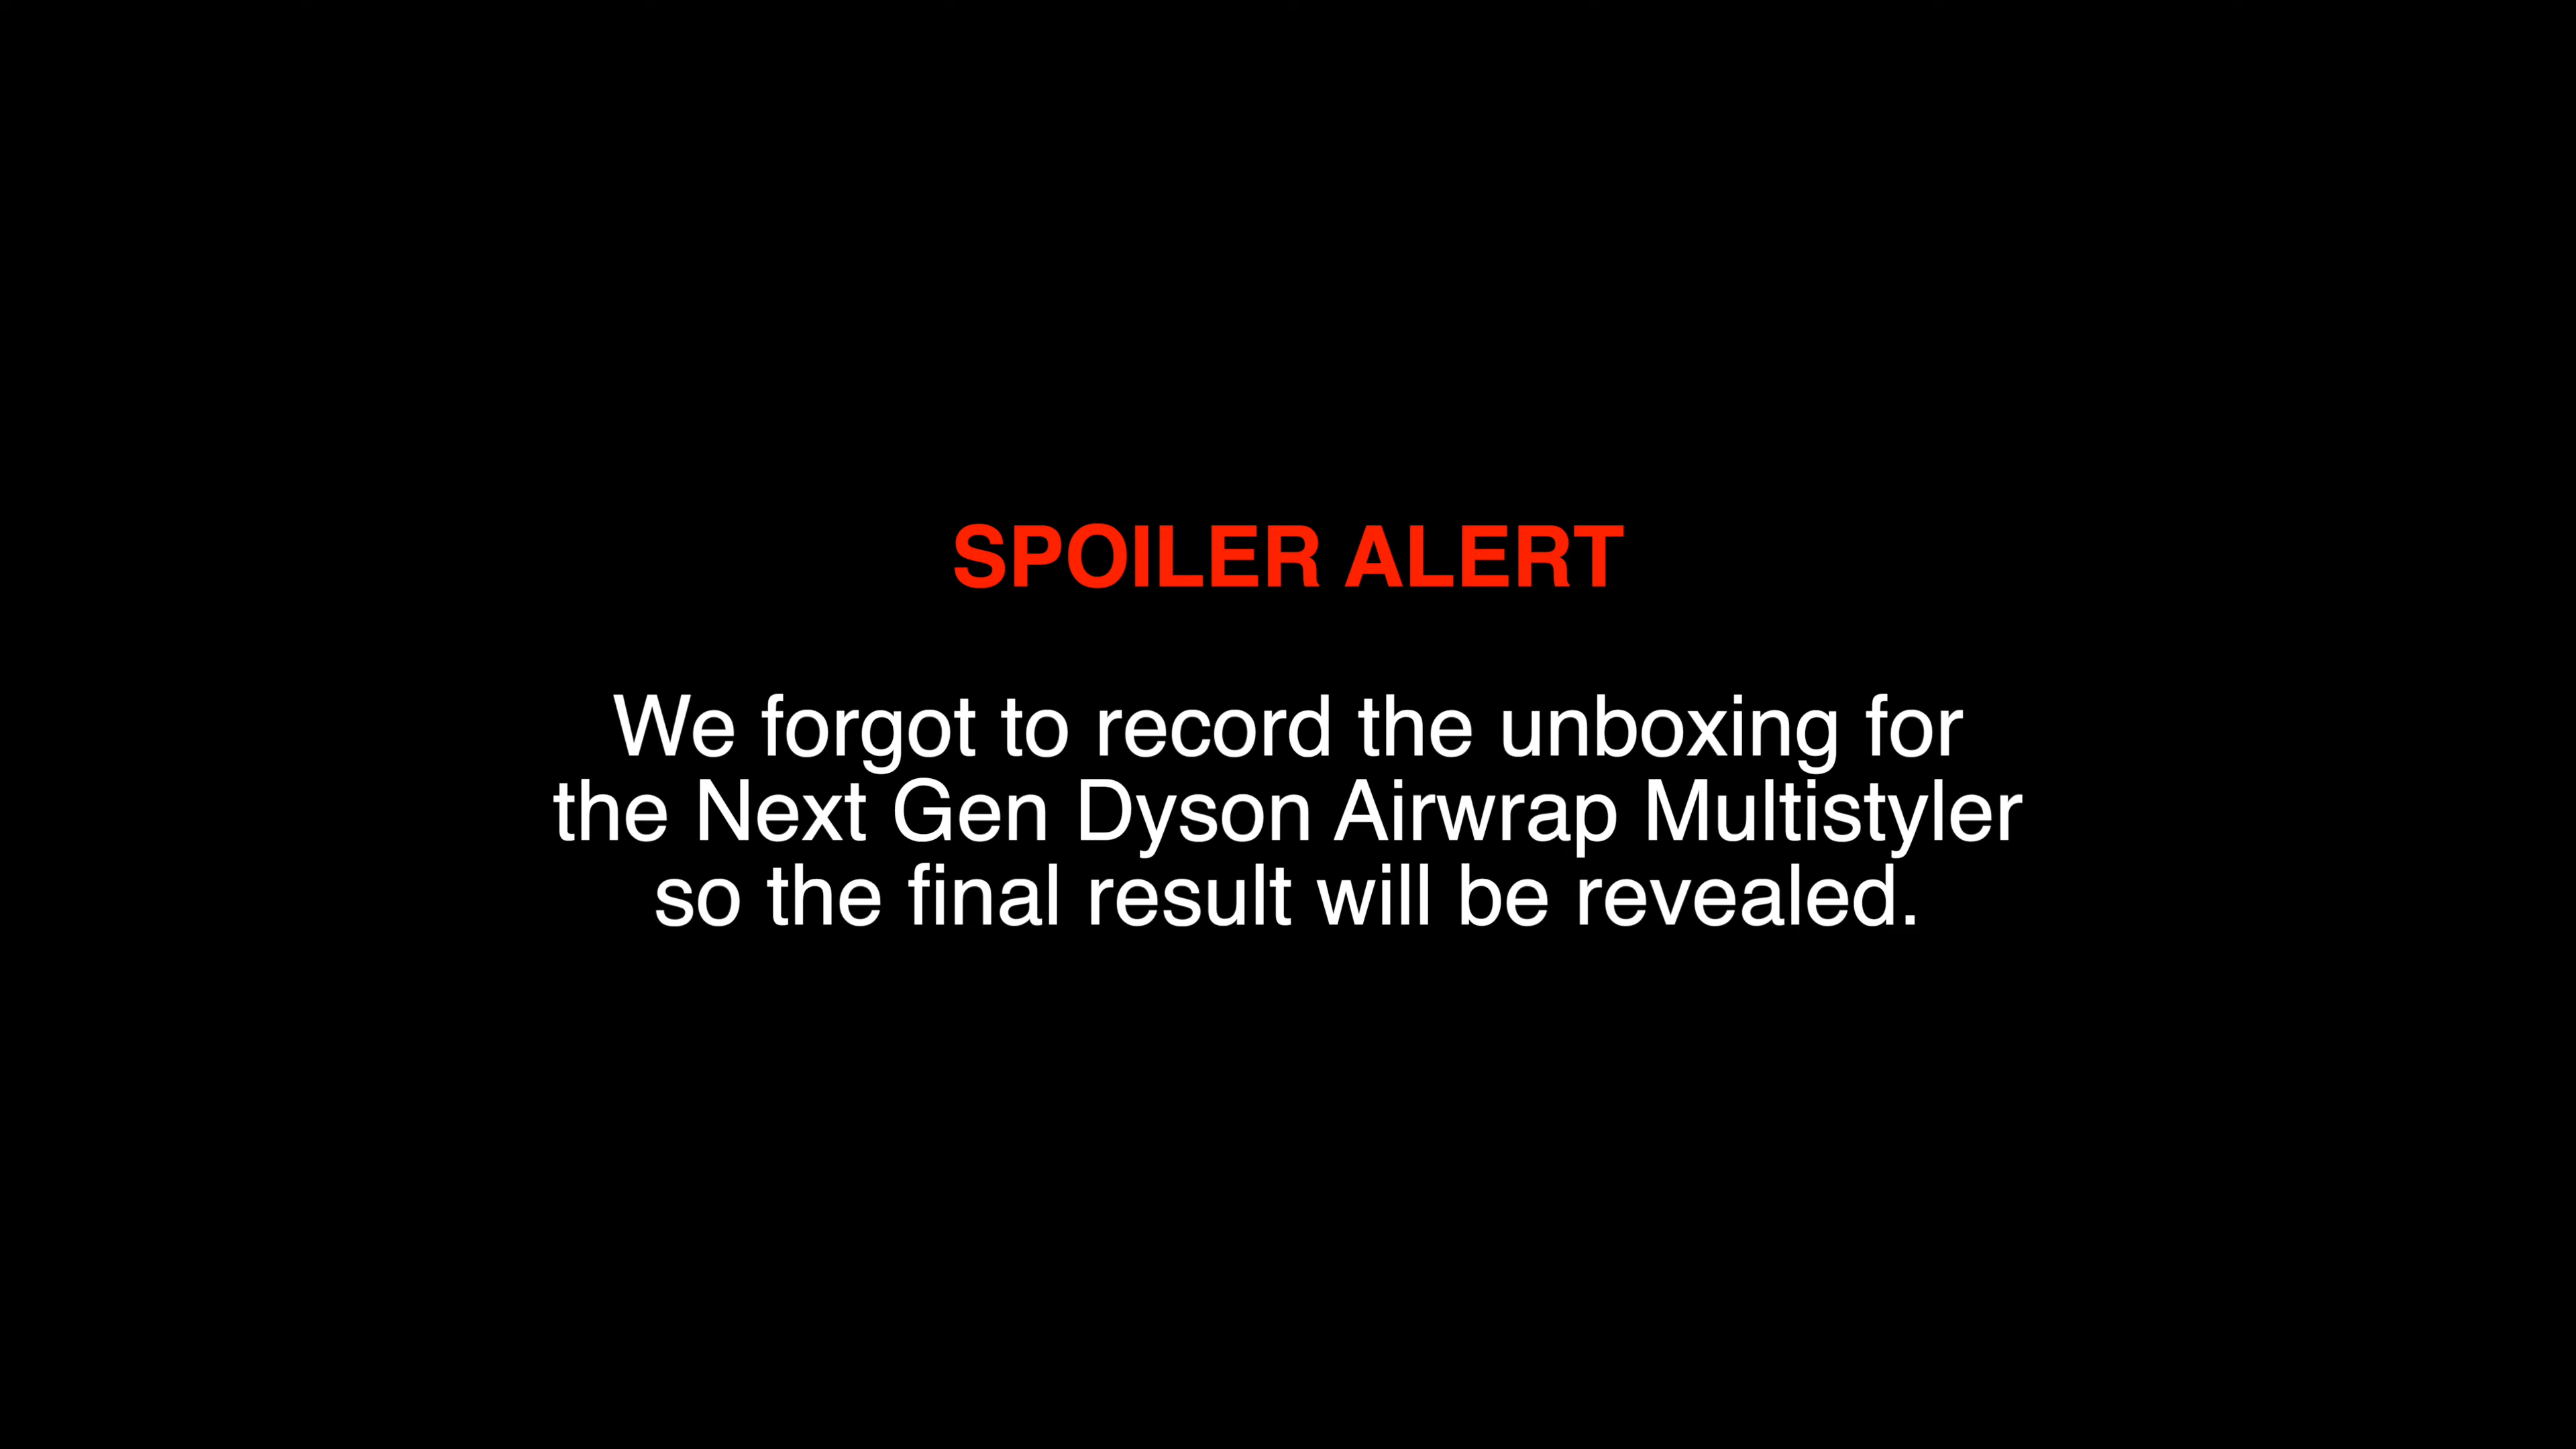 SPOILER ALERT
We forgot to record the unboxing for
the Next Gen Dyson Airwrap Multistyler
so the final result will be revealed.